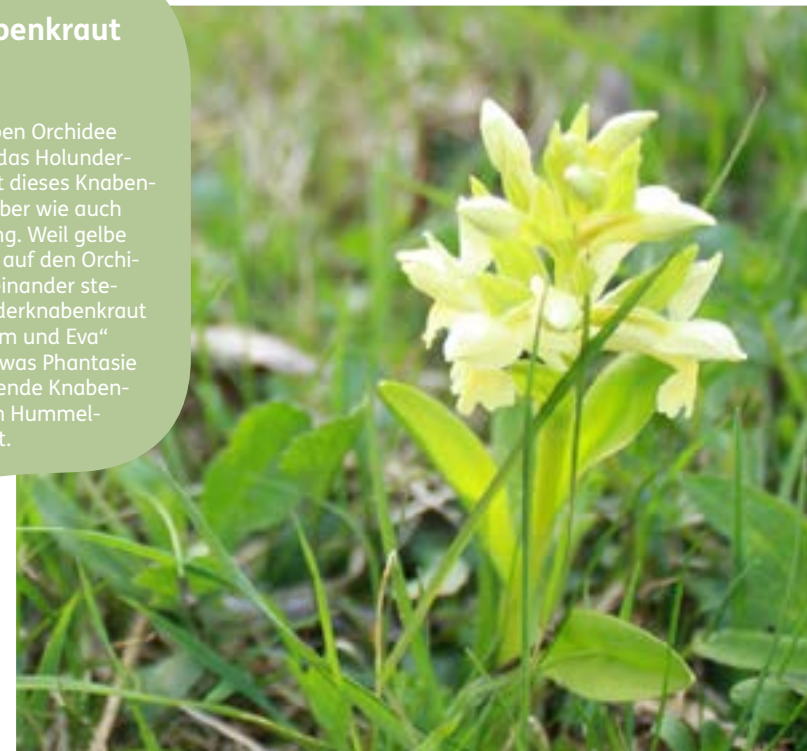 benkraut
ben Orchidee
das Holunder-
t dieses Knaben-
ber wie auch
ng. Weil gelbe
auf den Orchi-
einander ste-
derknabenkraut
m und Eva“
was Phantasie
ende Knaben-
n Hummel-
t.